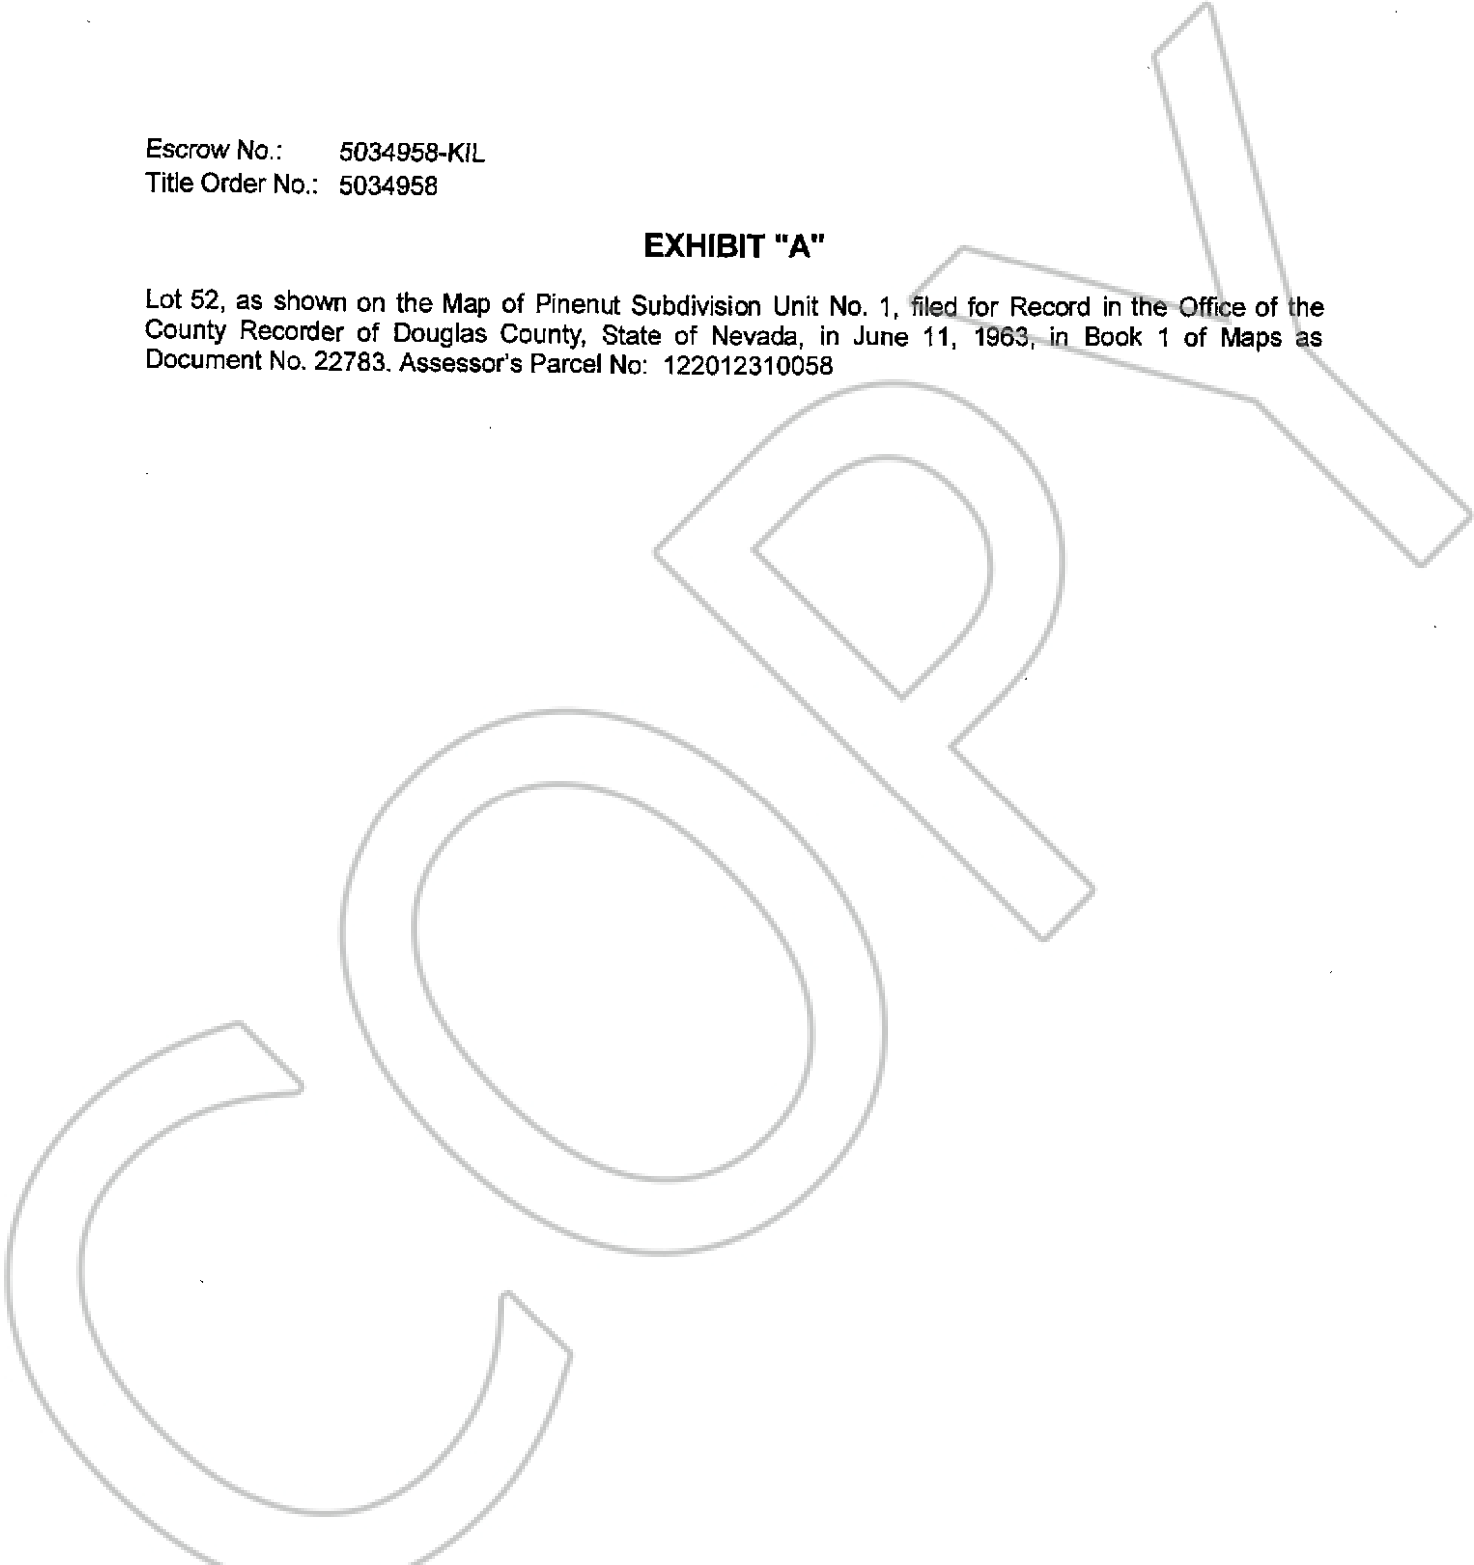 Escrow No.: 5034958-KIL
Title Order No.: 5034958
EXHIBIT "A"
Lot 52, as shown on the Map of Pinenut Subdivision Unit No. 1, filed for Record in the Office of the
County Recorder of Douglas County, State of Nevada, in June 11, 1963, in Book 1 of Maps as
Document No. 22783. Assessor's Parcel No: 122012310058
COPY